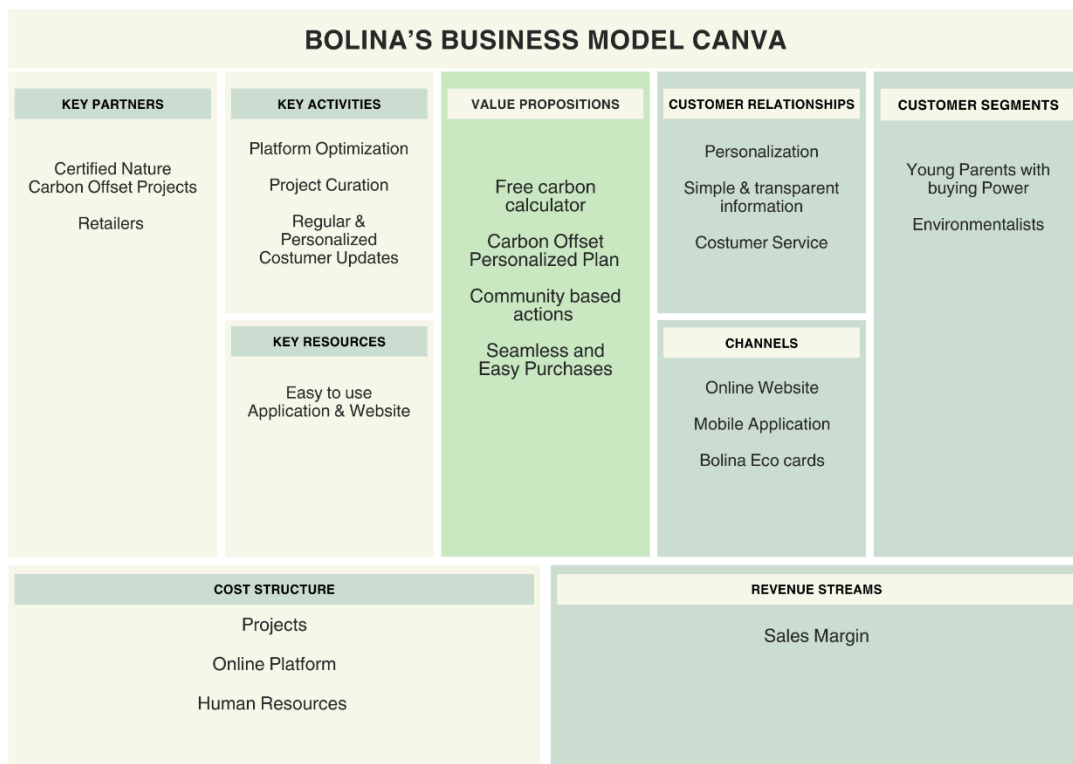 BOLINA'S BUSINESS MODEL CANVA
KEY PARTNERS
Certified Nature
Carbon Offset Projects
Retailers
KEY ACTIVITIES
Platform Optimization
Project Curation
Regular &
Personalized
Costumer Updates
KEY RESOURCES
Easy to use
Application & Website
VALUE PROPOSITIONS
Free carbon
calculator
Carbon Offset
Personalized Plan
Community based
actions
Seamless and
Easy Purchases
CUSTOMER RELATIONSHIPS
Personalization
Simple & transparent
information
Costumer Service
CHANNELS
Online Website
Mobile Application
Bolina Eco cards
CUSTOMER SEGMENTS
Young Parents with
buying Power
Environmentalists
COST STRUCTURE
Projects
Online Platform
Human Resources
REVENUE STREAMS
Sales Margin